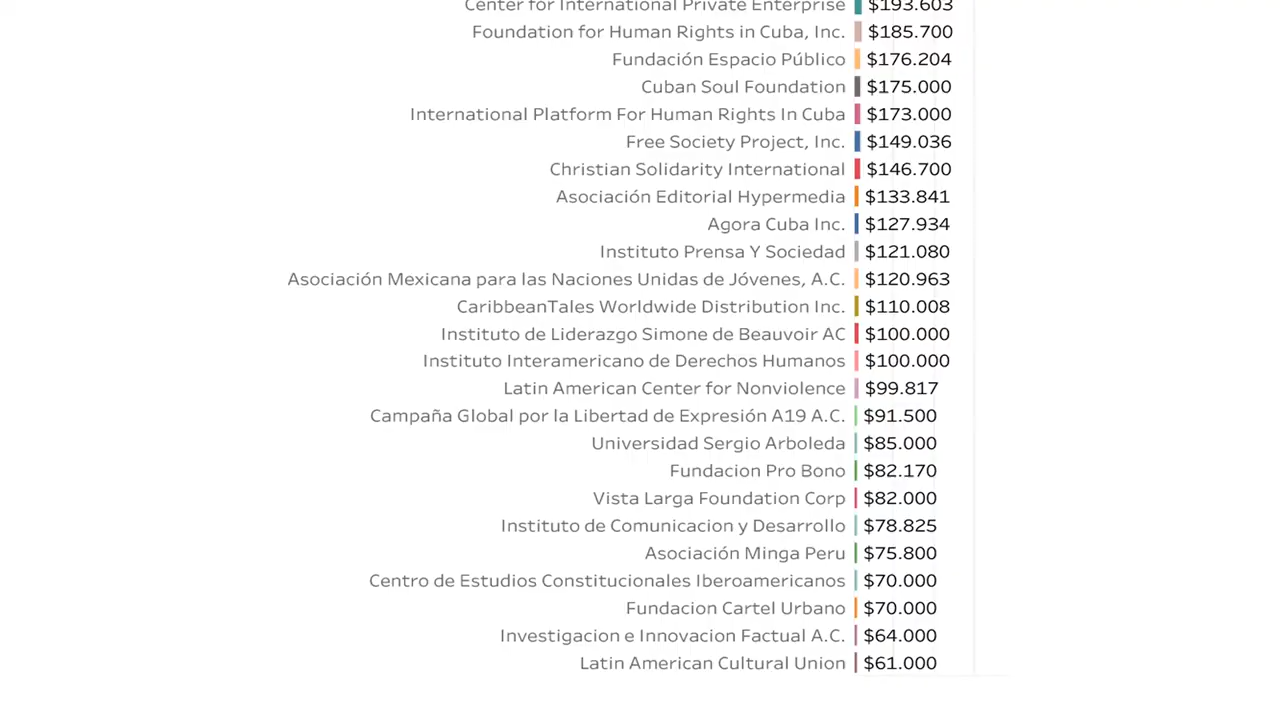 Center for International Private Enterprise $193.603
Foundation for Human Rights in Cuba, Inc. $185.700
Fundación Espacio Público $176.204
Cuban Soul Foundation $175.000
International Platform For Human Rights In Cuba $173.000
Free Society Project, Inc. $149.036
Christian Solidarity International $146.700
Asociación Editorial Hypermedia $133.841
Agora Cuba Inc. $127.934
Instituto Prensa Y Sociedad $121.080
Asociación Mexicana para las Naciones Unidas de Jóvenes, A.C. $120.963
CaribbeanTales Worldwide Distribution Inc. $110.008
Instituto de Liderazgo Simone de Beauvoir AC $100.000
Instituto Interamericano de Derechos Humanos $100.000
Latin American Center for Nonviolence $99.817
Campaña Global por la Libertad de Expresión A19 A.C. $91.500
Universidad Sergio Arboleda $85.000
Fundacion Pro Bono $82.170
Vista Larga Foundation Corp $82.000
Instituto de Comunicacion y Desarrollo $78.825
Asociación Minga Peru $75.800
Centro de Estudios Constitucionales Iberoamericanos $70.000
Fundacion Cartel Urbano $70.000
Investigacion e Innovacion Factual A.C. $64.000
Latin American Cultural Union $61.000